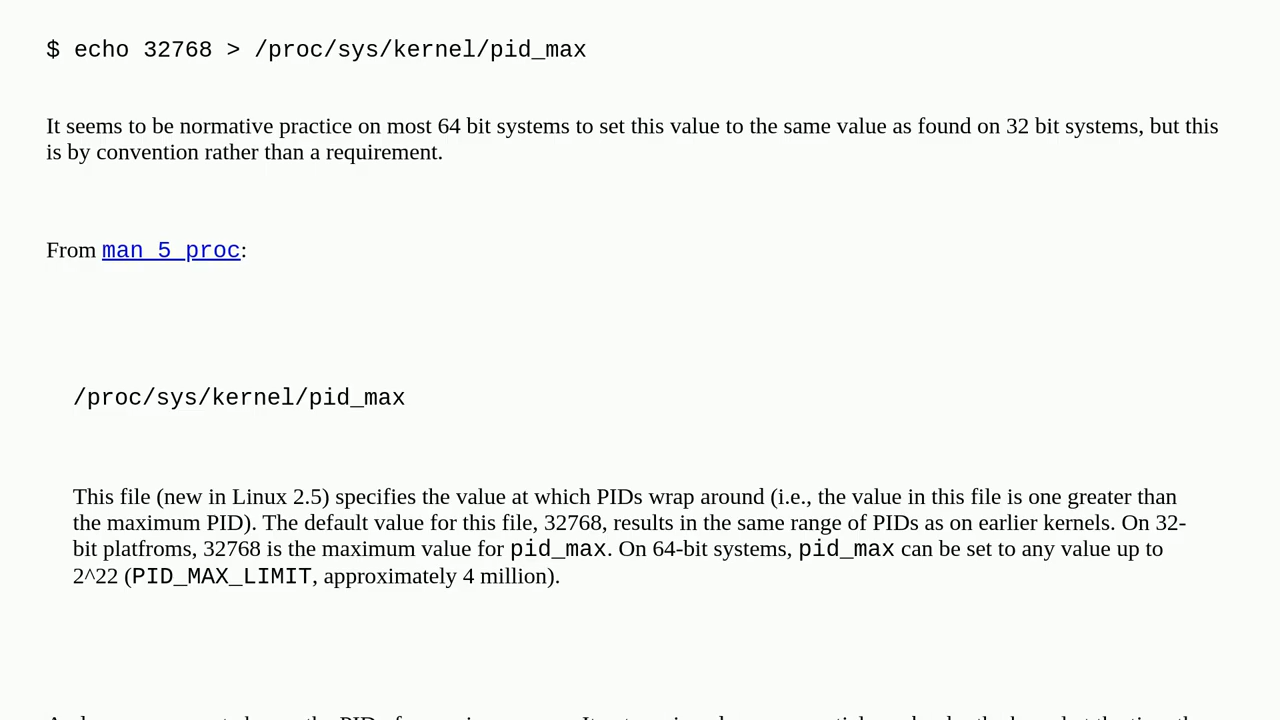 $ echo 32768 > /proc/sys/kernel/pid_max
It seems to be normative practice on most 64 bit systems to set this value to the same value as found on 32 bit systems, but this
is by convention rather than a requirement.
From man 5 proc:
/proc/sys/kernel/pid_max
This file (new in Linux 2.5) specifies the value at which PIDs wrap around (i.e., the value in this file is one greater than
the maximum PID). The default value for this file, 32768, results in the same range of PIDs as on earlier kernels. On 32-
bit platfroms, 32768 is the maximum value for pid_max. On 64-bit systems, pid_max can be set to any value up to
2^22 (PID_MAX_LIMIT, approximately 4 million).